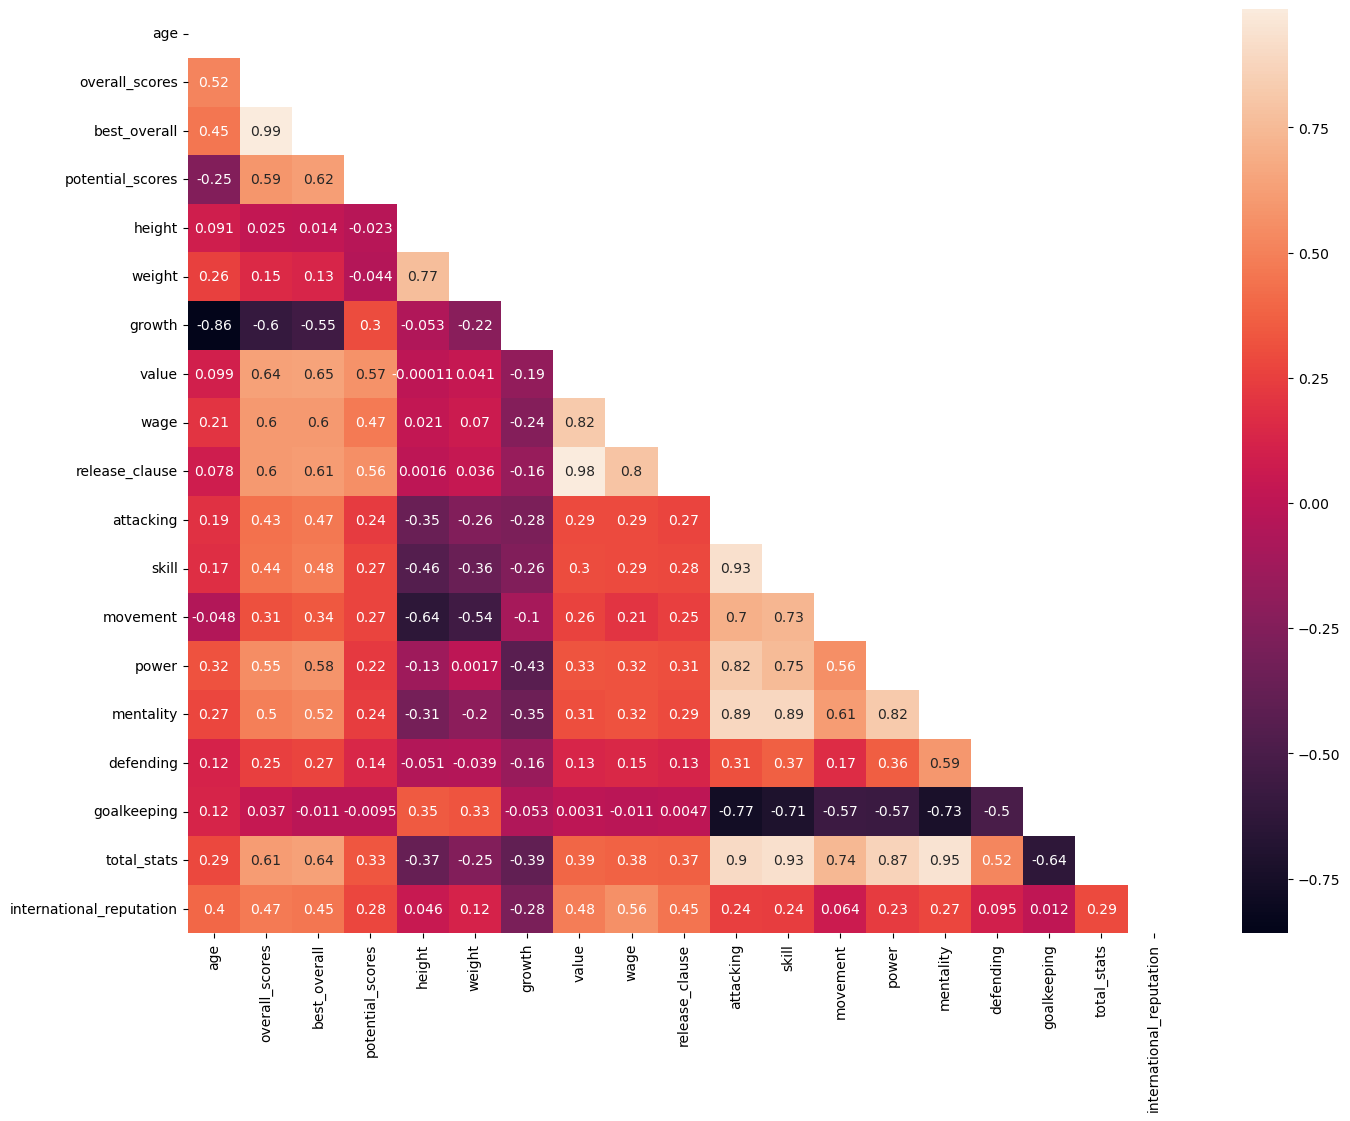 age
overall_scores 0.52
best_overall 0.45 0.99
potential_scores -0.25 0.59 0.62
height 0.091 0.025 0.014 -0.023
weight 0.26 0.15 0.13 -0.044 0.77
growth -0.86 -0.6 -0.55 0.3 -0.053 -0.22
value 0.099 0.64 0.65 0.57 -0.00011 0.041 -0.19
wage 0.21 0.6 0.6 0.47 0.021 0.07 -0.24 0.82
release_clause 0.078 0.6 0.61 0.56 0.0016 0.036 -0.16 0.98 0.8
attacking 0.19 0.43 0.47 0.24 -0.35 -0.26 -0.28 0.29 0.29 0.27
skill 0.17 0.44 0.48 0.27 -0.46 -0.36 -0.26 0.3 0.29 0.28 0.93
movement -0.048 0.31 0.34 0.27 -0.64 -0.54 -0.1 0.26 0.21 0.25 0.7 0.73
power 0.32 0.55 0.58 0.22 -0.13 0.0017 -0.43 0.33 0.32 0.31 0.82 0.75 0.56
mentality 0.27 0.5 0.52 0.24 -0.31 -0.2 -0.35 0.31 0.32 0.29 0.89 0.89 0.61 0.82
defending 0.12 0.25 0.27 0.14 -0.051 -0.039 -0.16 0.13 0.15 0.13 0.31 0.37 0.17 0.36 0.59
goalkeeping 0.12 0.037 -0.011 -0.0095 0.35 0.33 -0.053 0.0031 -0.011 0.0047 -0.77 -0.71 -0.57 -0.57 -0.73 -0.5
total_stats 0.29 0.61 0.64 0.33 -0.37 -0.25 -0.39 0.39 0.38 0.37 0.9 0.93 0.74 0.87 0.95 0.52 -0.64
international_reputation 0.4 0.47 0.45 0.28 0.046 0.12 -0.28 0.48 0.56 0.45 0.24 0.24 0.064 0.23 0.27 0.095 0.012 0.29
age
overall_scores
best_overall
potential_scores
height
weight
growth
value
wage
release_clause
attacking
skill
movement
power
mentality
defending
goalkeeping
total_stats
international_reputation
0.75
0.50
0.25
0.00
−0.25
−0.50
−0.75